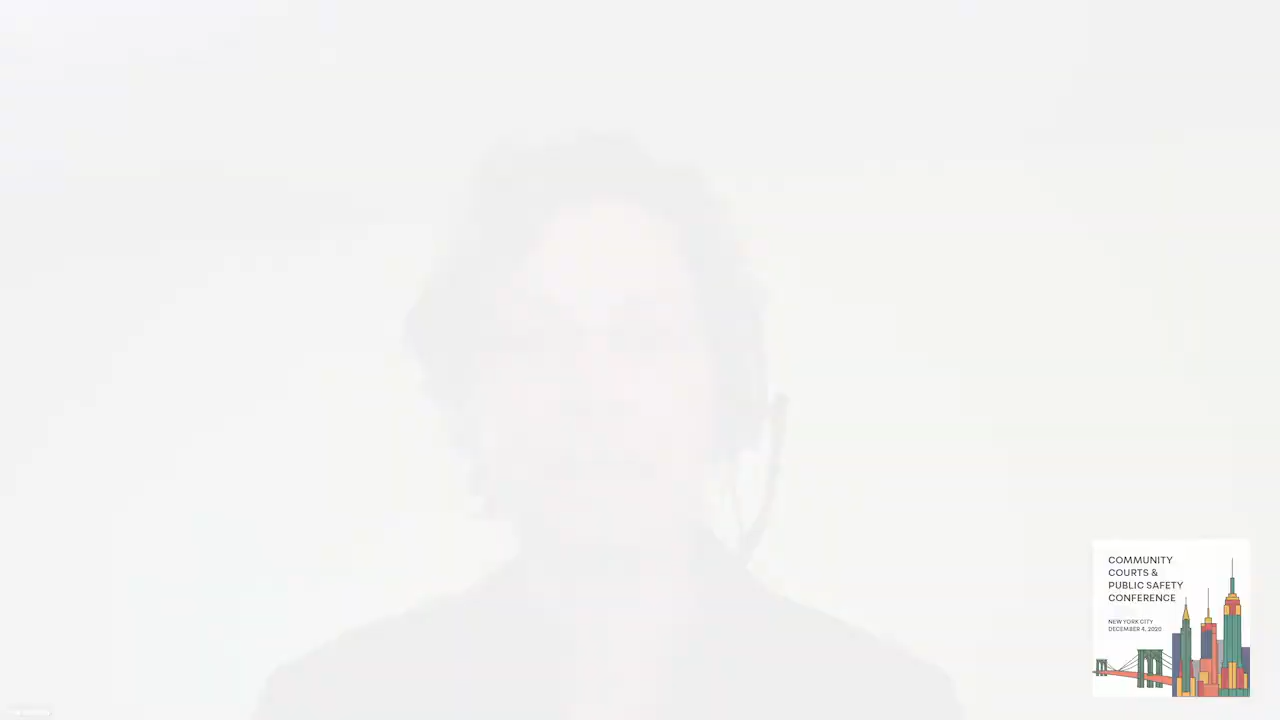 COMMUNITY
COURTS &
PUBLIC SAFETY
CONFERENCE
NEW YORK CITY
DECEMBER 4, 2020